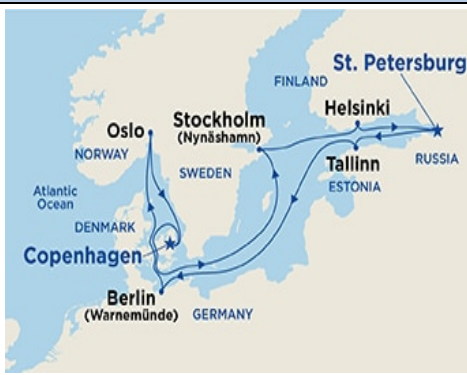 St. Petersburg
FINLAND
Helsinki
Stockholm
(Nynäshamn)
Oslo
NORWAY
SWEDEN
Tallinn
ESTONIA
RUSSIA
Atlantic
Ocean
DENMARK
Copenhagen
Berlin
(Warnemünde)
GERMANY